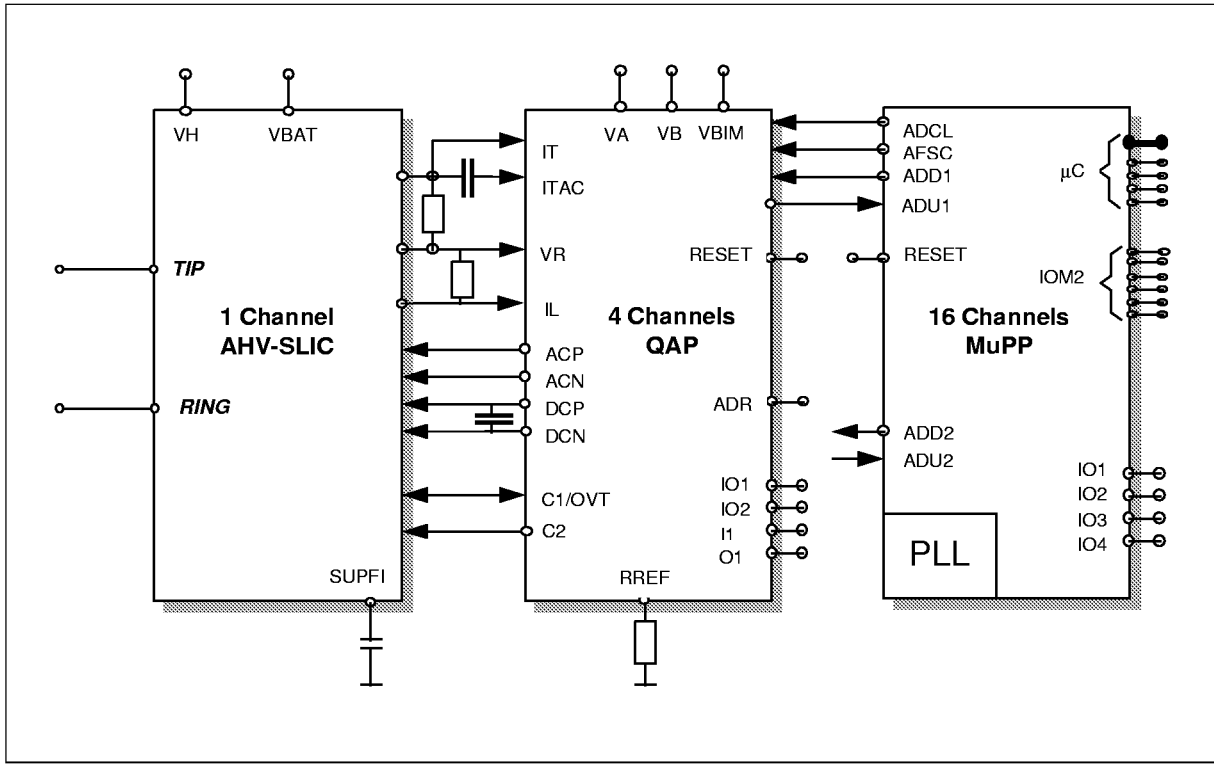 VH
VBAT
TIP
1 Channel
AHV-SLIC
RING
SUPFI
VA
VB
VBIM
IT
ITAC
VR
IL
RESET
4 Channels
QAP
ACP
ACN
DCP
DCN
ADR
C1/OVT
C2
IO1
IO2
I1
O1
RREF
ADCL
AFSC
ADD1
ADU1
RESET
µC
IOM2
16 Channels
MuPP
ADD2
ADU2
IO1
IO2
IO3
IO4
PLL